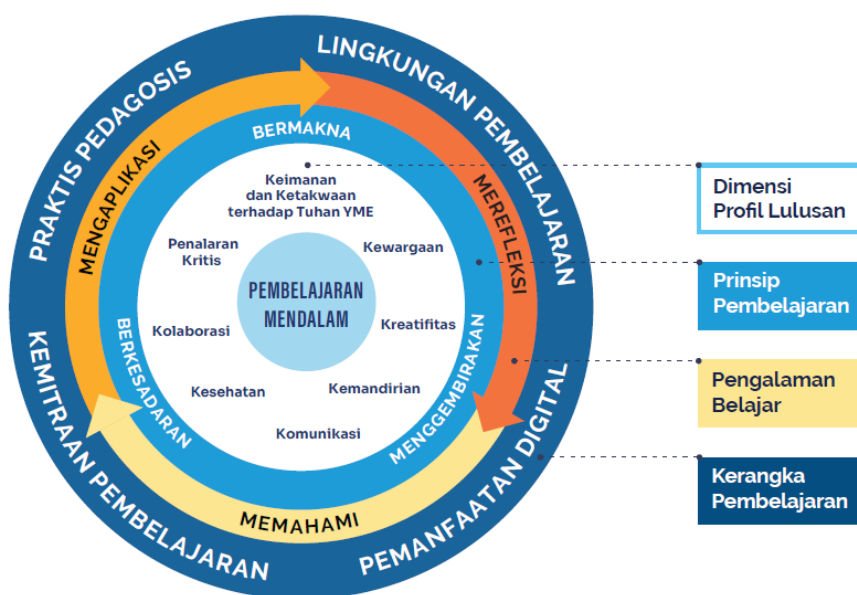 PRAKTIS PEDAGOSIS
LINGKUNGAN PEMBELAJARAN
MENGAPLIKASI
MEREFLEKSI
BERMAKNA
Keimanan
dan Ketakwaan
terhadap Tuhan YME
Penalaran
Kritis
Kewargaan
PEMBELAJARAN
MENDALAM
Kolaborasi
Kreatifitas
Kesehatan
Kemandirian
Komunikasi
BERKESADARAN
MENGGEMBIRAKAN
MEMAHAMI
KEMITRAAN PEMBELAJARAN
PEMANFAATAN DIGITAL
Dimensi
Profil Lulusan
Prinsip
Pembelajaran
Pengalaman
Belajar
Kerangka
Pembelajaran